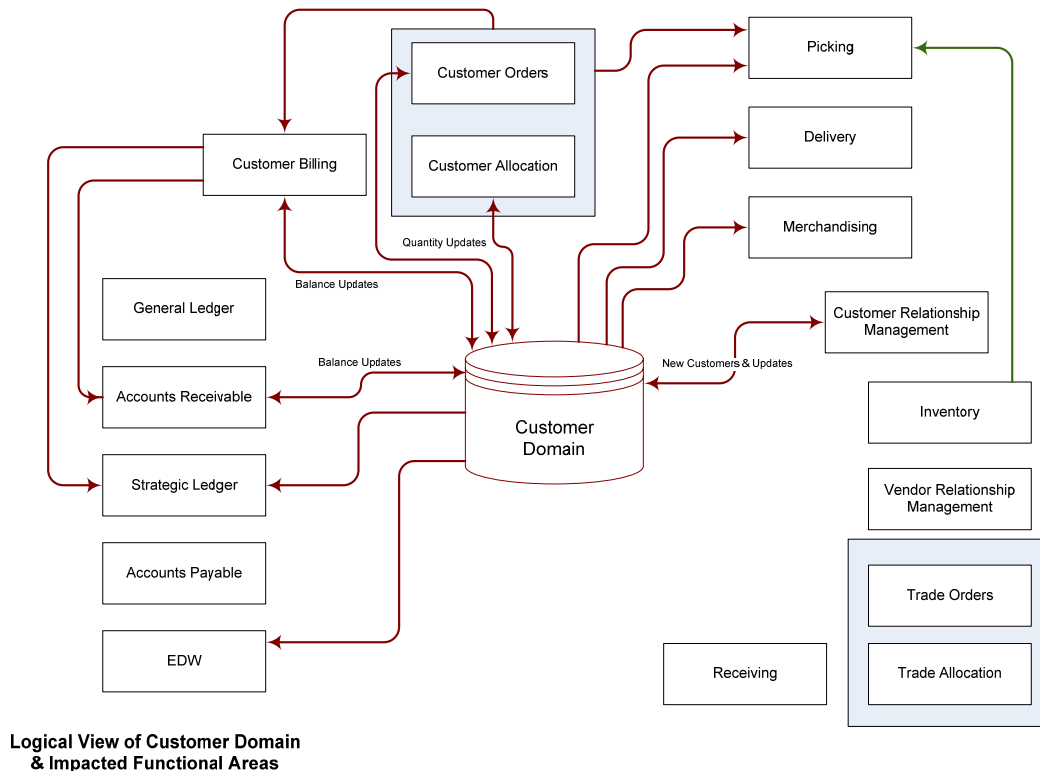 Customer Orders
Picking
Customer Billing
Customer Allocation
Delivery
Merchandising
Quantity Updates
Balance Updates
General Ledger
Customer Relationship
Management
Balance Updates
New Customers & Updates
Accounts Receivable
Inventory
Customer
Domain
Strategic Ledger
Vendor Relationship
Management
Accounts Payable
Trade Orders
EDW
Receiving
Trade Allocation
Logical View of Customer Domain
& Impacted Functional Areas